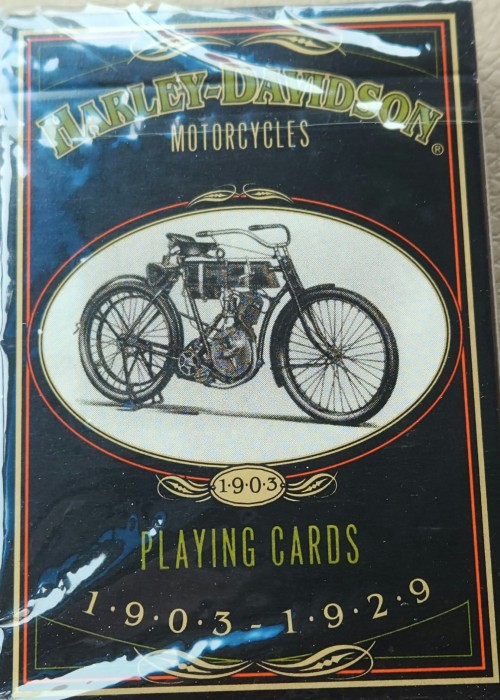 HARLEY-DAVIDSON
®
MOTORCYCLES
1·9·0·3
PLAYING CARDS
1·9·0·3 - 1·9·2·9